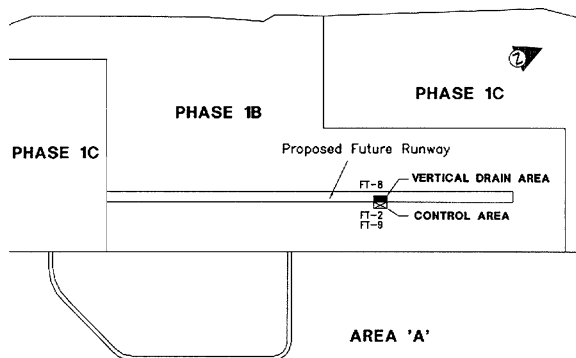 PHASE 1C
PHASE 1B
PHASE 1C
Proposed Future Runway
FT-8
VERTICAL DRAIN AREA
FT-2
FT-9
CONTROL AREA
AREA 'A'
Z